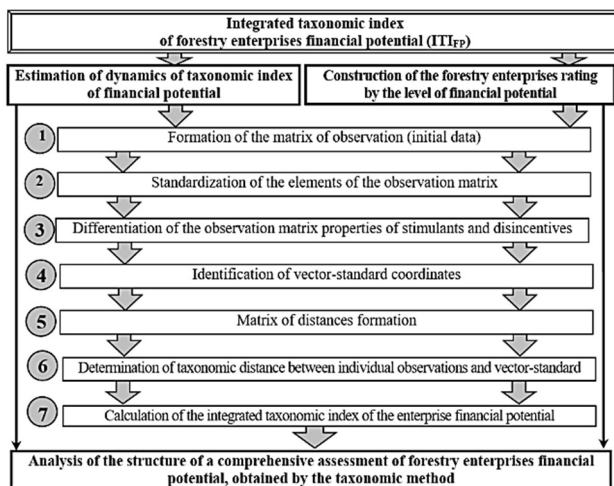 Integrated taxonomic index
of forestry enterprises financial potential (ITIFP)
Estimation of dynamics of taxonomic index
of financial potential
Construction of the forestry enterprises rating
by the level of financial potential
1 Formation of the matrix of observation (initial data)
2 Standardization of the elements of the observation matrix
3 Differentiation of the observation matrix properties of stimulants and disincentives
4 Identification of vector-standard coordinates
5 Matrix of distances formation
6 Determination of taxonomic distance between individual observations and vector-standard
7 Calculation of the integrated taxonomic index of the enterprise financial potential
Analysis of the structure of a comprehensive assessment of forestry enterprises financial
potential, obtained by the taxonomic method